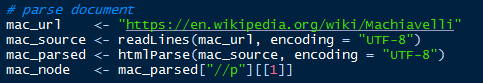 # parse document
mac_url    <- "https://en.wikipedia.org/wiki/Machiavelli"
mac_source <- readLines(mac_url, encoding = "UTF-8")
mac_parsed <- htmlParse(mac_source, encoding = "UTF-8")
mac_node   <- mac_parsed["//p"][[1]]